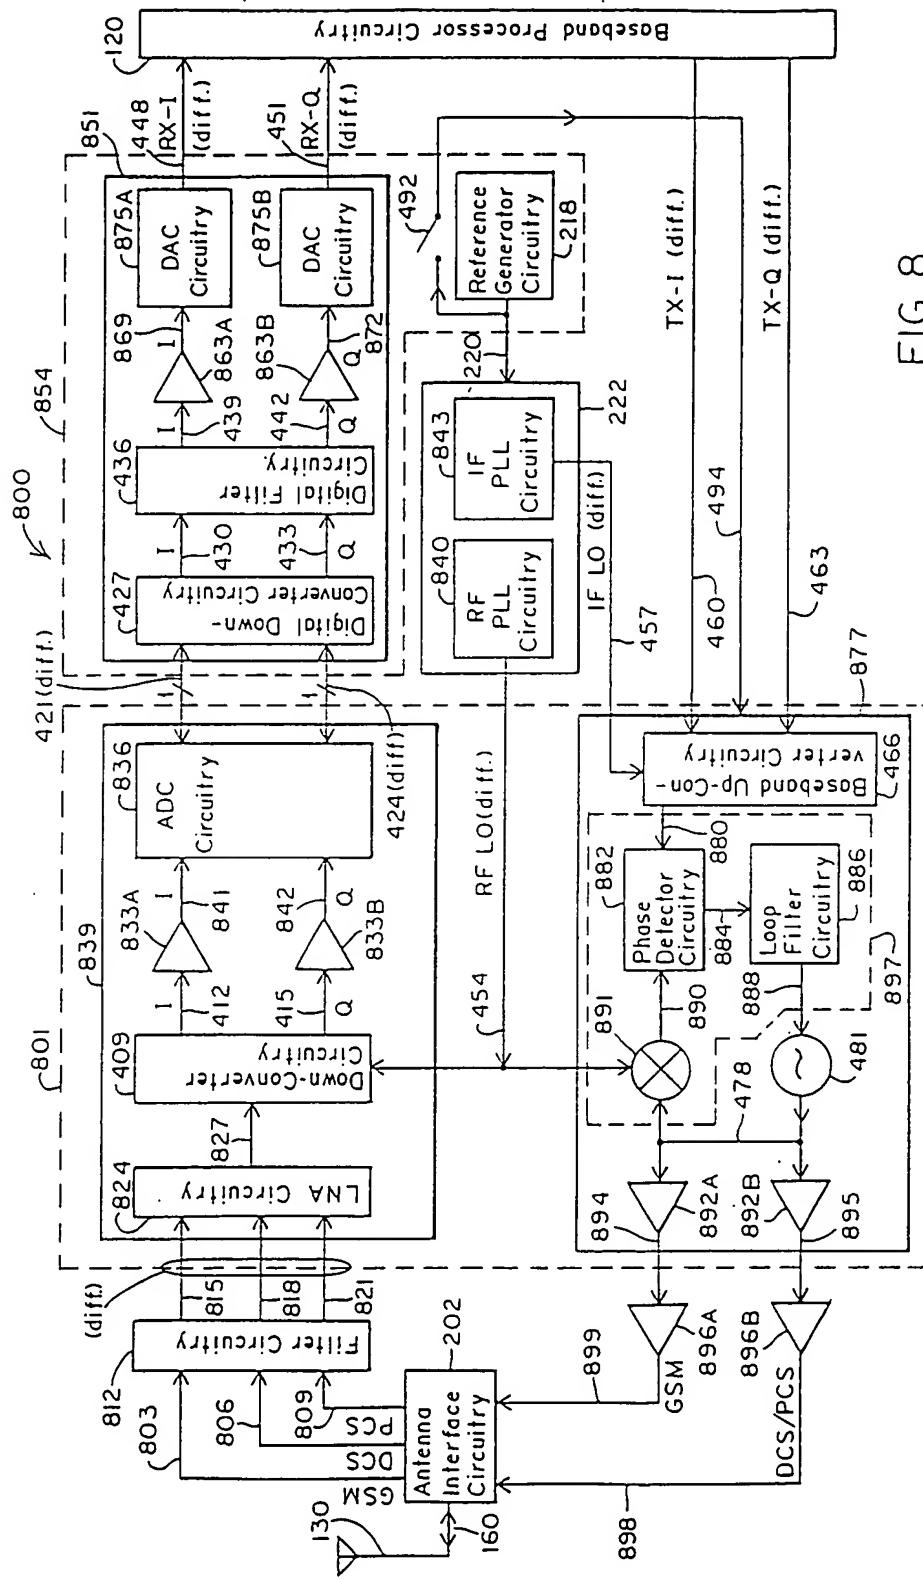 800
854
801
839
851
120
Baseband Processor Circuitry
448
RX-I
(diff.)
451
RX-Q
(diff.)
875A
DAC
Circuitry
875B
DAC
Circuitry
869
I
863A
863B
872
Q
439
I
442
Q
436
Digital Filter
Circuitry.
430
I
433
Q
427
Digital Down-
Converter Circuitry
421(diff.)
1
424(diff)
1
836
ADC
Circuitry
833A
I
841
842
Q
833B
I
412
415
Q
409
Down-Converter
Circuitry
827
824
LNA Circuitry
(diff.)
815
818
821
812
Filter Circuitry
803
806
809
GSM
DCS
PCS
202
Antenna
Interface
Circuitry
130
160
492
Reference
Generator
Circuitry
218
220
222
843
IF
PLL
Circuitry
840
RF
PLL
Circuitry
IF LO (diff.)
457
RF LO(diff.)
454
TX-I (diff.)
460
494
TX-Q (diff.)
463
877
Baseband Up-Con-
verter Circuitry
466
880
882
Phase
Detector
Circuitry
884
Loop
Filter
Circuitry
886
888
890
891
897
478
481
894
892A
892B
895
896A
GSM
899
896B
DCS/PCS
898
FIG.8